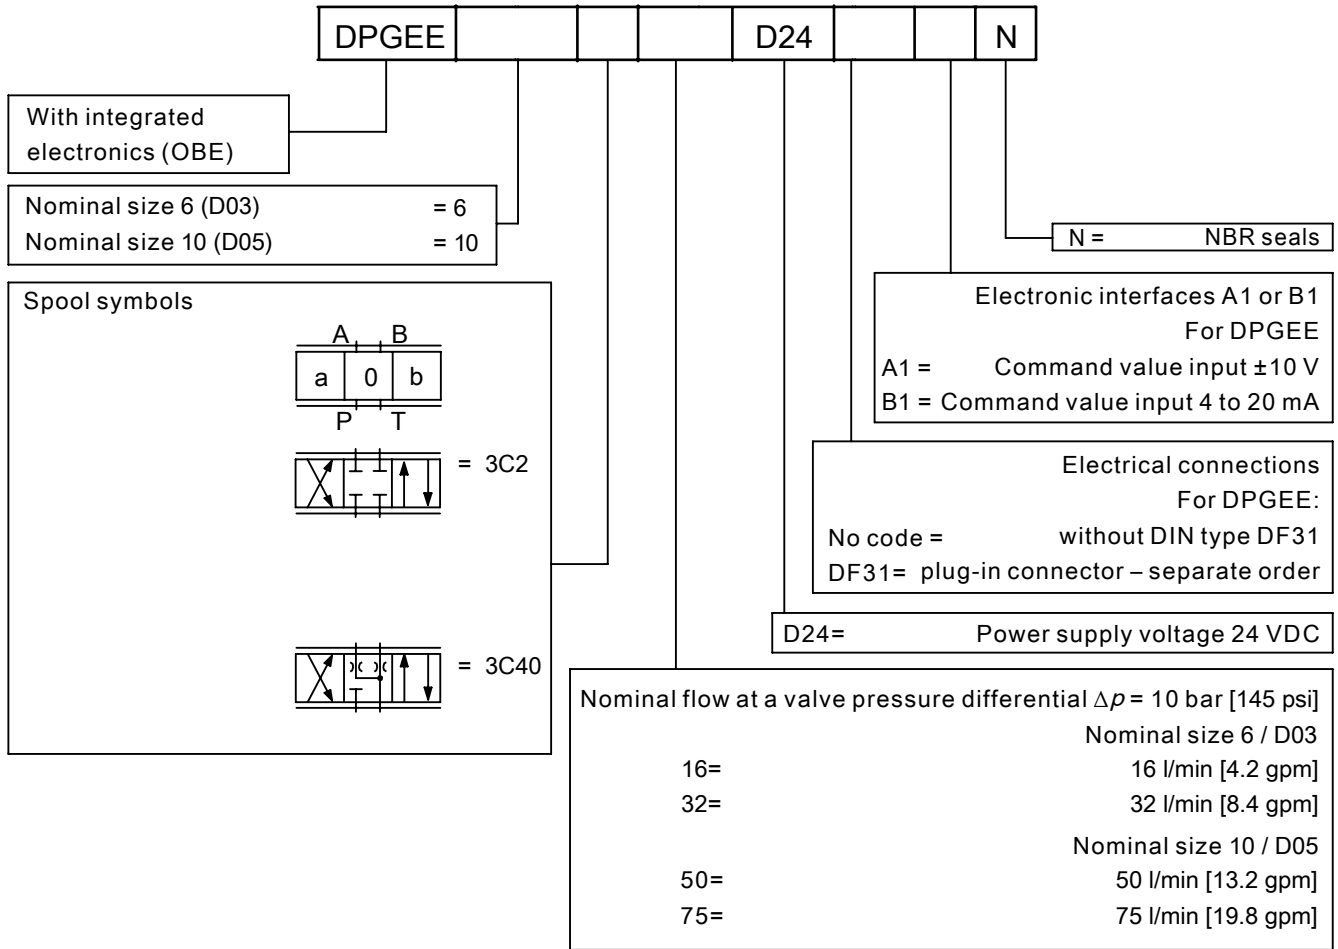 DPGEE D24 N
With integrated
electronics (OBE)
Nominal size 6 (D03) = 6
Nominal size 10 (D05) = 10
Spool symbols
A B
a 0 b
P T
= 3C2
= 3C40
N = NBR seals
Electronic interfaces A1 or B1
For DPGEE
A1 = Command value input ±10 V
B1 = Command value input 4 to 20 mA
Electrical connections
For DPGEE:
No code = without DIN type DF31
DF31= plug-in connector – separate order
D24= Power supply voltage 24 VDC
Nominal flow at a valve pressure differential Δp = 10 bar [145 psi]
Nominal size 6 / D03
16= 16 l/min [4.2 gpm]
32= 32 l/min [8.4 gpm]
Nominal size 10 / D05
50= 50 l/min [13.2 gpm]
75= 75 l/min [19.8 gpm]